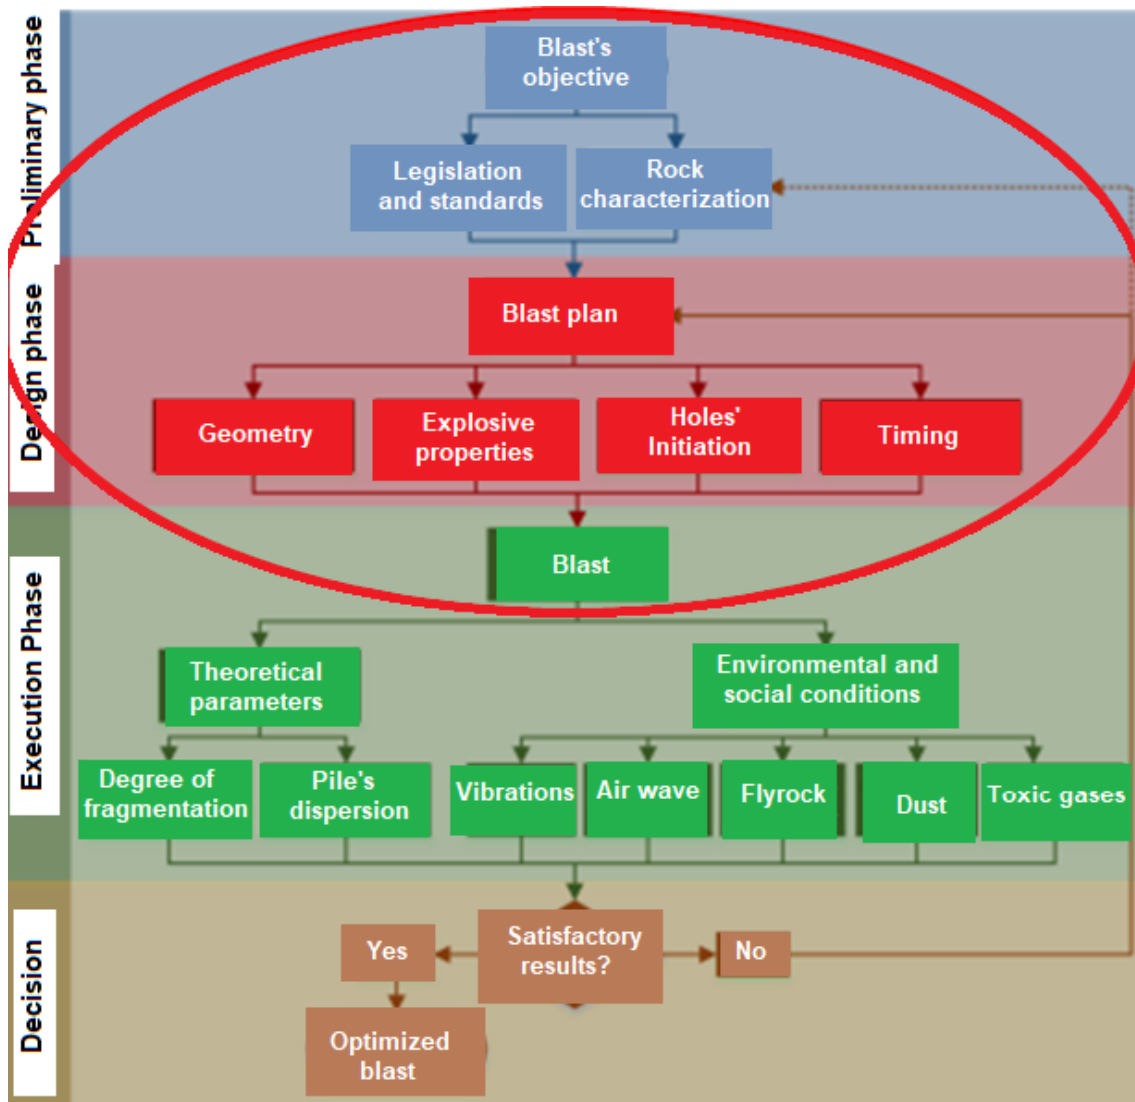 Preliminary phase
Blast's
objective
Legislation
and standards
Rock
characterization
Design phase
Blast plan
Geometry
Explosive
properties
Holes'
Initiation
Timing
Execution Phase
Blast
Theoretical
parameters
Environmental and
social conditions
Degree of
fragmentation
Pile's
dispersion
Vibrations
Air wave
Flyrock
Dust
Toxic gases
Decision
Satisfactory
results?
Yes
No
Optimized
blast